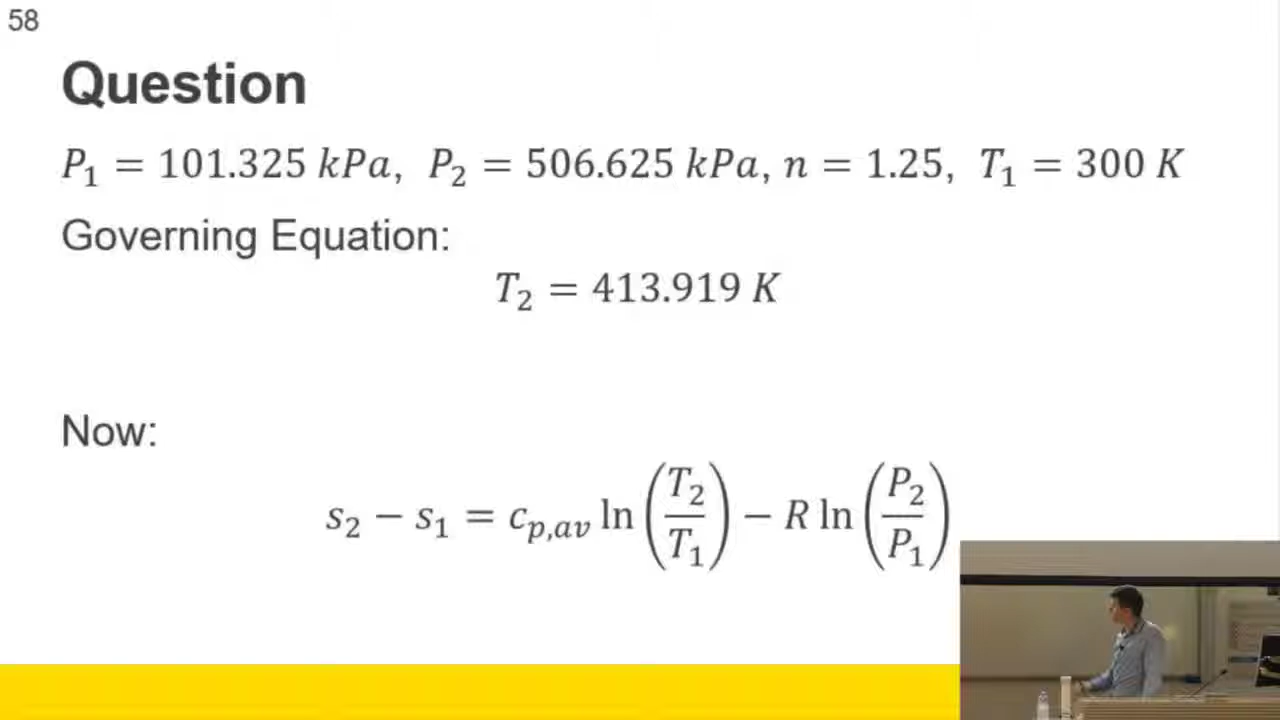 58
Question
P₁ = 101.325 kPa, P₂ = 506.625 kPa, n = 1.25, T₁ = 300 K
Governing Equation:
T₂ = 413.919 K
Now:
s₂ − s₁ = c_{p,av} ln(T₂/T₁) − R ln(P₂/P₁)